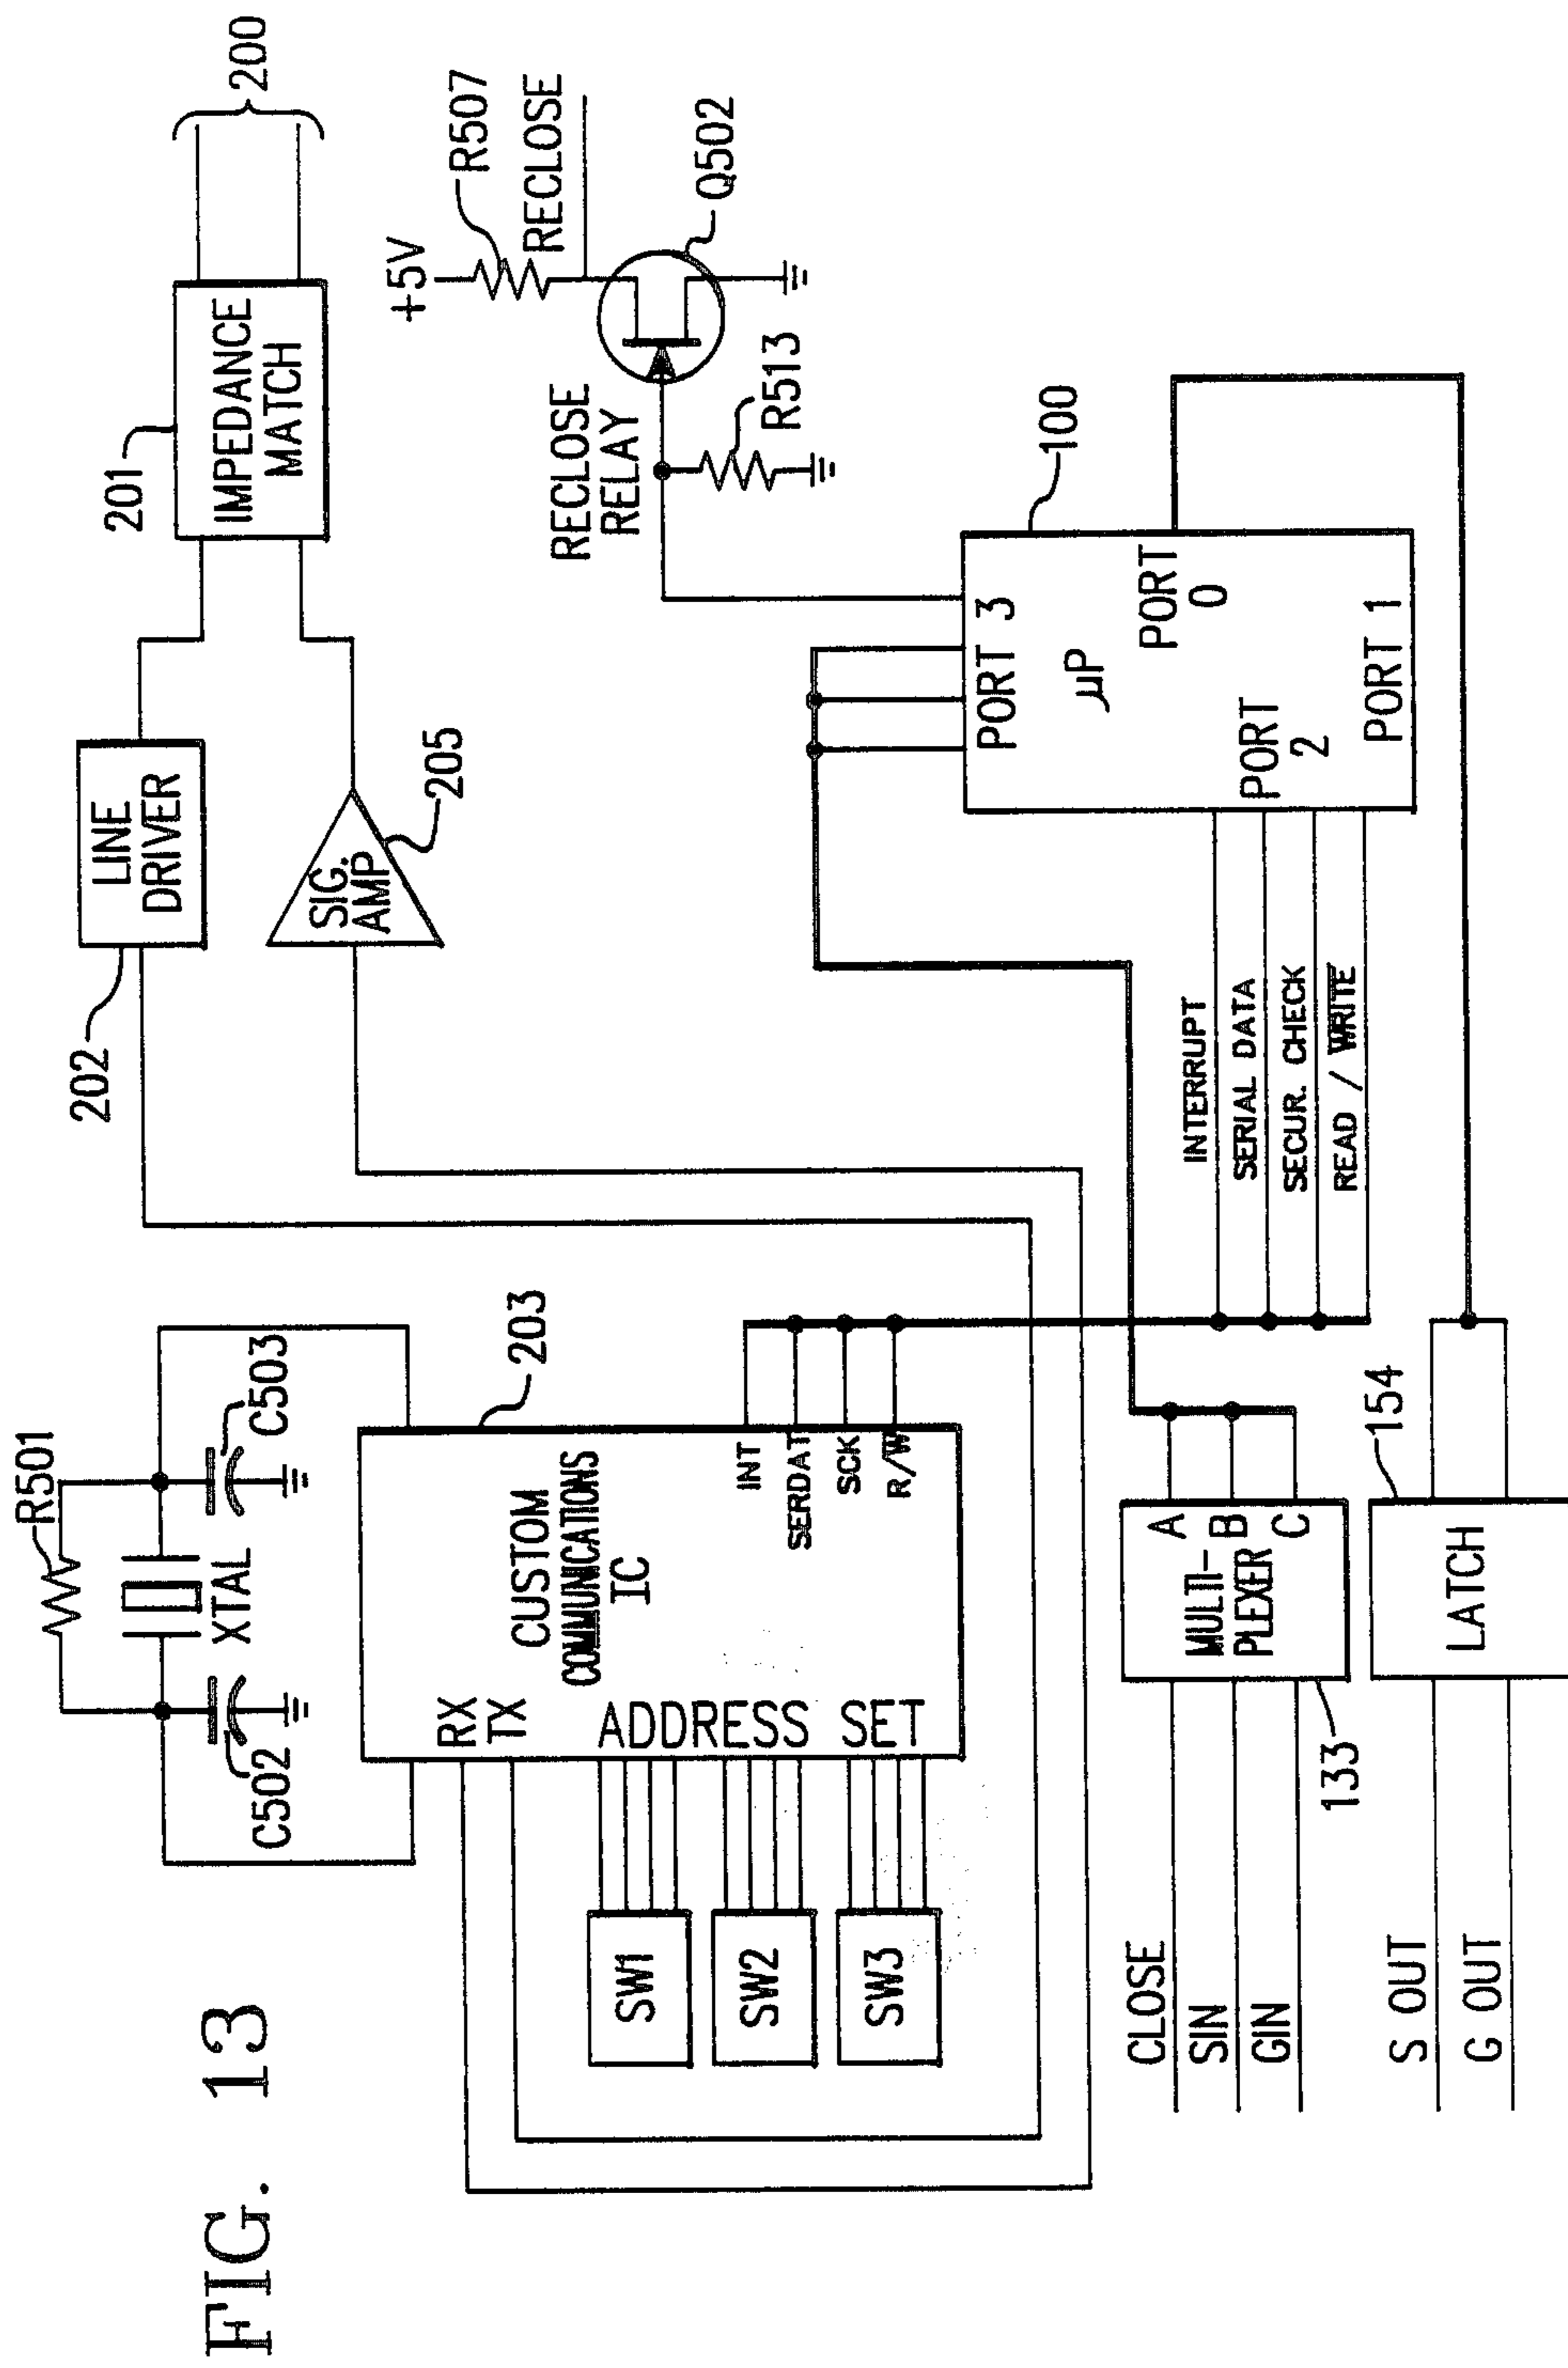 FIG. 13
R501
XTAL
C502
C503
202
LINE
DRIVER
201
IMPEDANCE
MATCH
200
SIG.
AMP
205
+5V
R507
RECLOSE
RECLOSE
RELAY
R513
Q502
203
CUSTOM
COMMUNICATIONS
IC
RX
TX
ADDRESS SET
INT
SERDAT
SCK
R/W
SW1
SW2
SW3
100
PORT 3
μP
PORT
0
PORT
2
PORT 1
INTERRUPT
SERIAL DATA
SECUR. CHECK
READ / WRITE
CLOSE
SIN
GIN
A
B
C
MULTI-
PLEXER
133
154
LATCH
S OUT
G OUT